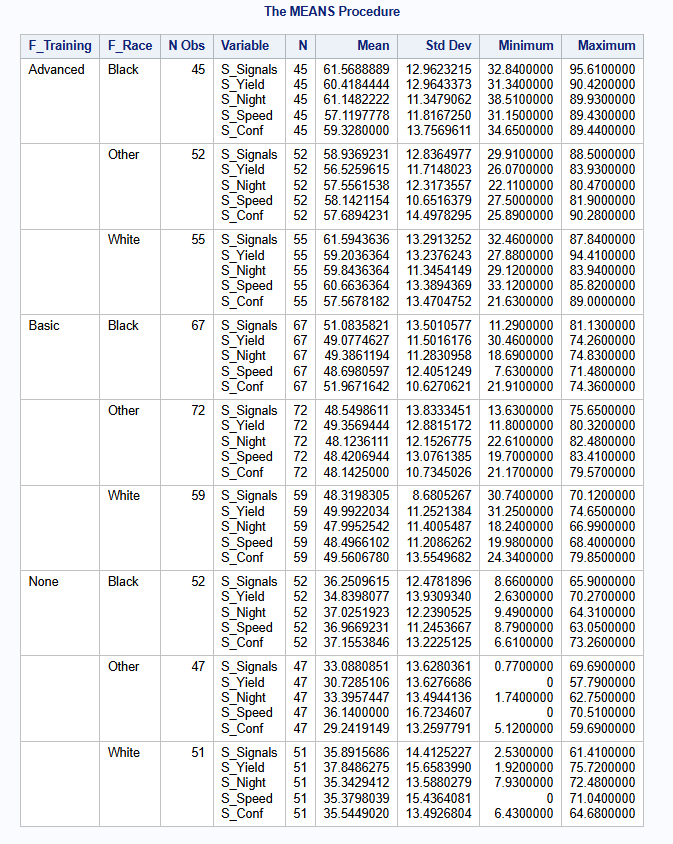 The MEANS Procedure
F_Training F_Race N Obs Variable N Mean Std Dev Minimum Maximum
Advanced Black 45 S_Signals 45 61.5688889 12.9623215 32.8400000 95.6100000
S_Yield 45 60.4184444 12.9643373 31.3400000 90.4200000
S_Night 45 61.1482222 11.3479062 38.5100000 89.9300000
S_Speed 45 57.1197778 11.8167250 31.1500000 89.4300000
S_Conf 45 59.3280000 13.7569611 34.6500000 89.4400000
Other 52 S_Signals 52 58.9369231 12.8364977 29.9100000 88.5000000
S_Yield 52 56.5259615 11.7148023 26.0700000 83.9300000
S_Night 52 57.5561538 12.3173557 22.1100000 80.4700000
S_Speed 52 58.1421154 10.6516379 27.5000000 81.9000000
S_Conf 52 57.6894231 14.4978295 25.8900000 90.2800000
White 55 S_Signals 55 61.5943636 13.2913252 32.4600000 87.8400000
S_Yield 55 59.2036364 13.2376243 27.8800000 94.4100000
S_Night 55 59.8436364 11.3454149 29.1200000 83.9400000
S_Speed 55 60.6636364 13.3894369 33.1200000 85.8200000
S_Conf 55 57.5678182 13.4704752 21.6300000 89.0000000
Basic Black 67 S_Signals 67 51.0835821 13.5010577 11.2900000 81.1300000
S_Yield 67 49.0774627 11.5016176 30.4600000 74.2600000
S_Night 67 49.3861194 11.2830958 18.6900000 74.8300000
S_Speed 67 48.6980597 12.4051249 7.6300000 71.4800000
S_Conf 67 51.9671642 10.6270621 21.9100000 74.3600000
Other 72 S_Signals 72 48.5498611 13.8333451 13.6300000 75.6500000
S_Yield 72 49.3569444 12.8815172 11.8000000 80.3200000
S_Night 72 48.1236111 12.1526775 22.6100000 82.4800000
S_Speed 72 48.4206944 13.0761385 19.7000000 83.4100000
S_Conf 72 48.1425000 10.7345026 21.1700000 79.5700000
White 59 S_Signals 59 48.3198305 8.6805267 30.7400000 70.1200000
S_Yield 59 49.9922034 11.2521384 31.2500000 74.6500000
S_Night 59 47.9952542 11.4005487 18.2400000 66.9900000
S_Speed 59 48.4966102 11.2086262 19.9800000 68.4000000
S_Conf 59 49.5606780 13.5549682 24.3400000 79.8500000
None Black 52 S_Signals 52 36.2509615 12.4781896 8.6600000 65.9000000
S_Yield 52 34.8398077 13.9309340 2.6300000 70.2700000
S_Night 52 37.0251923 12.2390525 9.4900000 64.3100000
S_Speed 52 36.9669231 11.2453667 8.7900000 63.0500000
S_Conf 52 37.1553846 13.2225125 6.6100000 73.2600000
Other 47 S_Signals 47 33.0880851 13.6280361 0.7700000 69.6900000
S_Yield 47 30.7285106 13.6276686 0 57.7900000
S_Night 47 33.3957447 13.4944136 1.7400000 62.7500000
S_Speed 47 36.1400000 16.7234607 0 70.5100000
S_Conf 47 29.2419149 13.2597791 5.1200000 59.6900000
White 51 S_Signals 51 35.8915686 14.4125227 2.5300000 61.4100000
S_Yield 51 37.8486275 15.6583990 1.9200000 75.7200000
S_Night 51 35.3429412 13.5880279 7.9300000 72.4800000
S_Speed 51 35.3798039 15.4364081 0 71.0400000
S_Conf 51 35.5449020 13.4926804 6.4300000 64.6800000